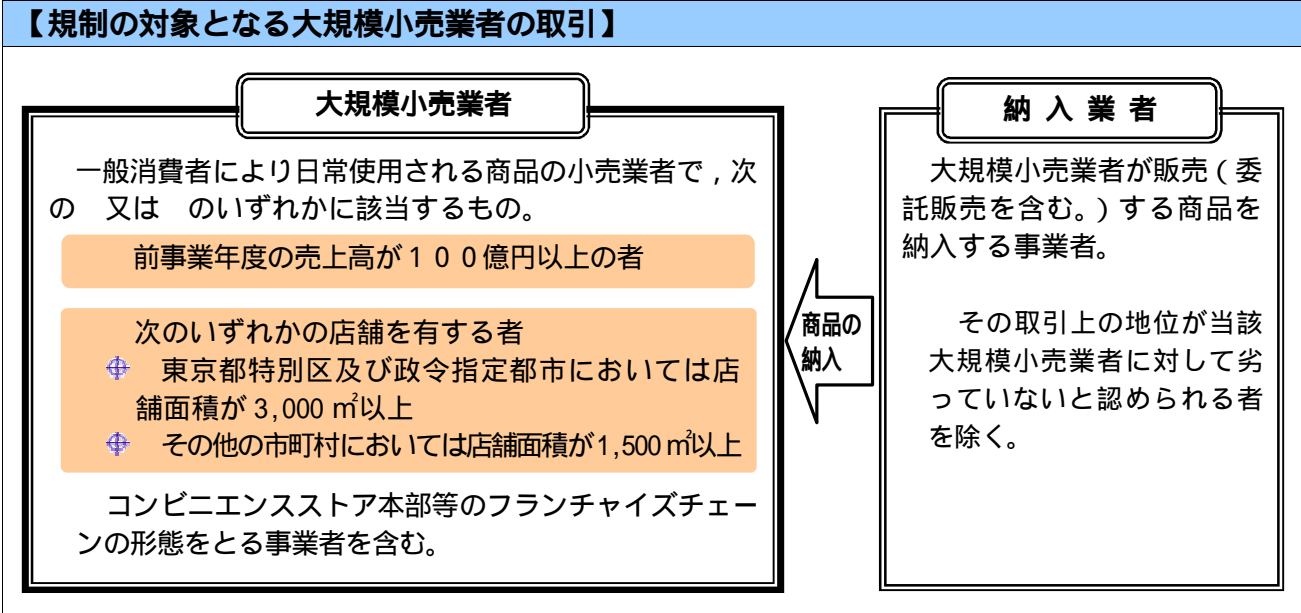 【規制の対象となる大規模小売業者の取引】
大規模小売業者
一般消費者により日常使用される商品の小売業者で，次
の　又は　のいずれかに該当するもの。
前事業年度の売上高が１００億円以上の者
次のいずれかの店舗を有する者
東京都特別区及び政令指定都市においては店
舗面積が 3,000 ㎡以上
その他の市町村においては店舗面積が1,500㎡以上
コンビニエンスストア本部等のフランチャイズチェー
ンの形態をとる事業者を含む。
商品の
納入
納 入 業 者
大規模小売業者が販売（委
託販売を含む。）する商品を
納入する事業者。
その取引上の地位が当該
大規模小売業者に対して劣
っていないと認められる者
を除く。